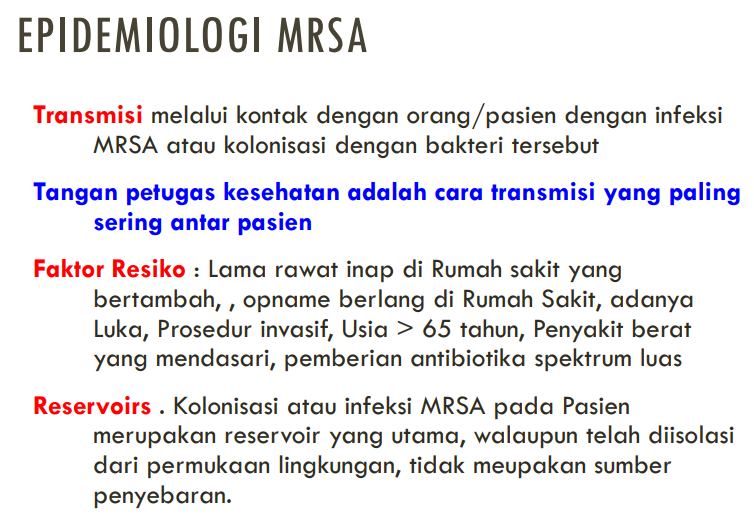 EPIDEMIOLOGI MRSA
Transmisi melalui kontak dengan orang/pasien dengan infeksi
MRSA atau kolonisasi dengan bakteri tersebut
Tangan petugas kesehatan adalah cara transmisi yang paling
sering antar pasien
Faktor Resiko : Lama rawat inap di Rumah sakit yang
bertambah, , opname berlang di Rumah Sakit, adanya
Luka, Prosedur invasif, Usia > 65 tahun, Penyakit berat
yang mendasari, pemberian antibiotika spektrum luas
Reservoirs . Kolonisasi atau infeksi MRSA pada Pasien
merupakan reservoir yang utama, walaupun telah diisolasi
dari permukaan lingkungan, tidak meupakan sumber
penyebaran.